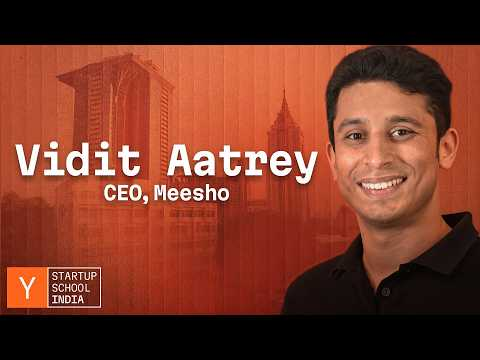 Vidit Aatrey
CEO, Meesho
Y
STARTUP
SCHOOL
INDIA